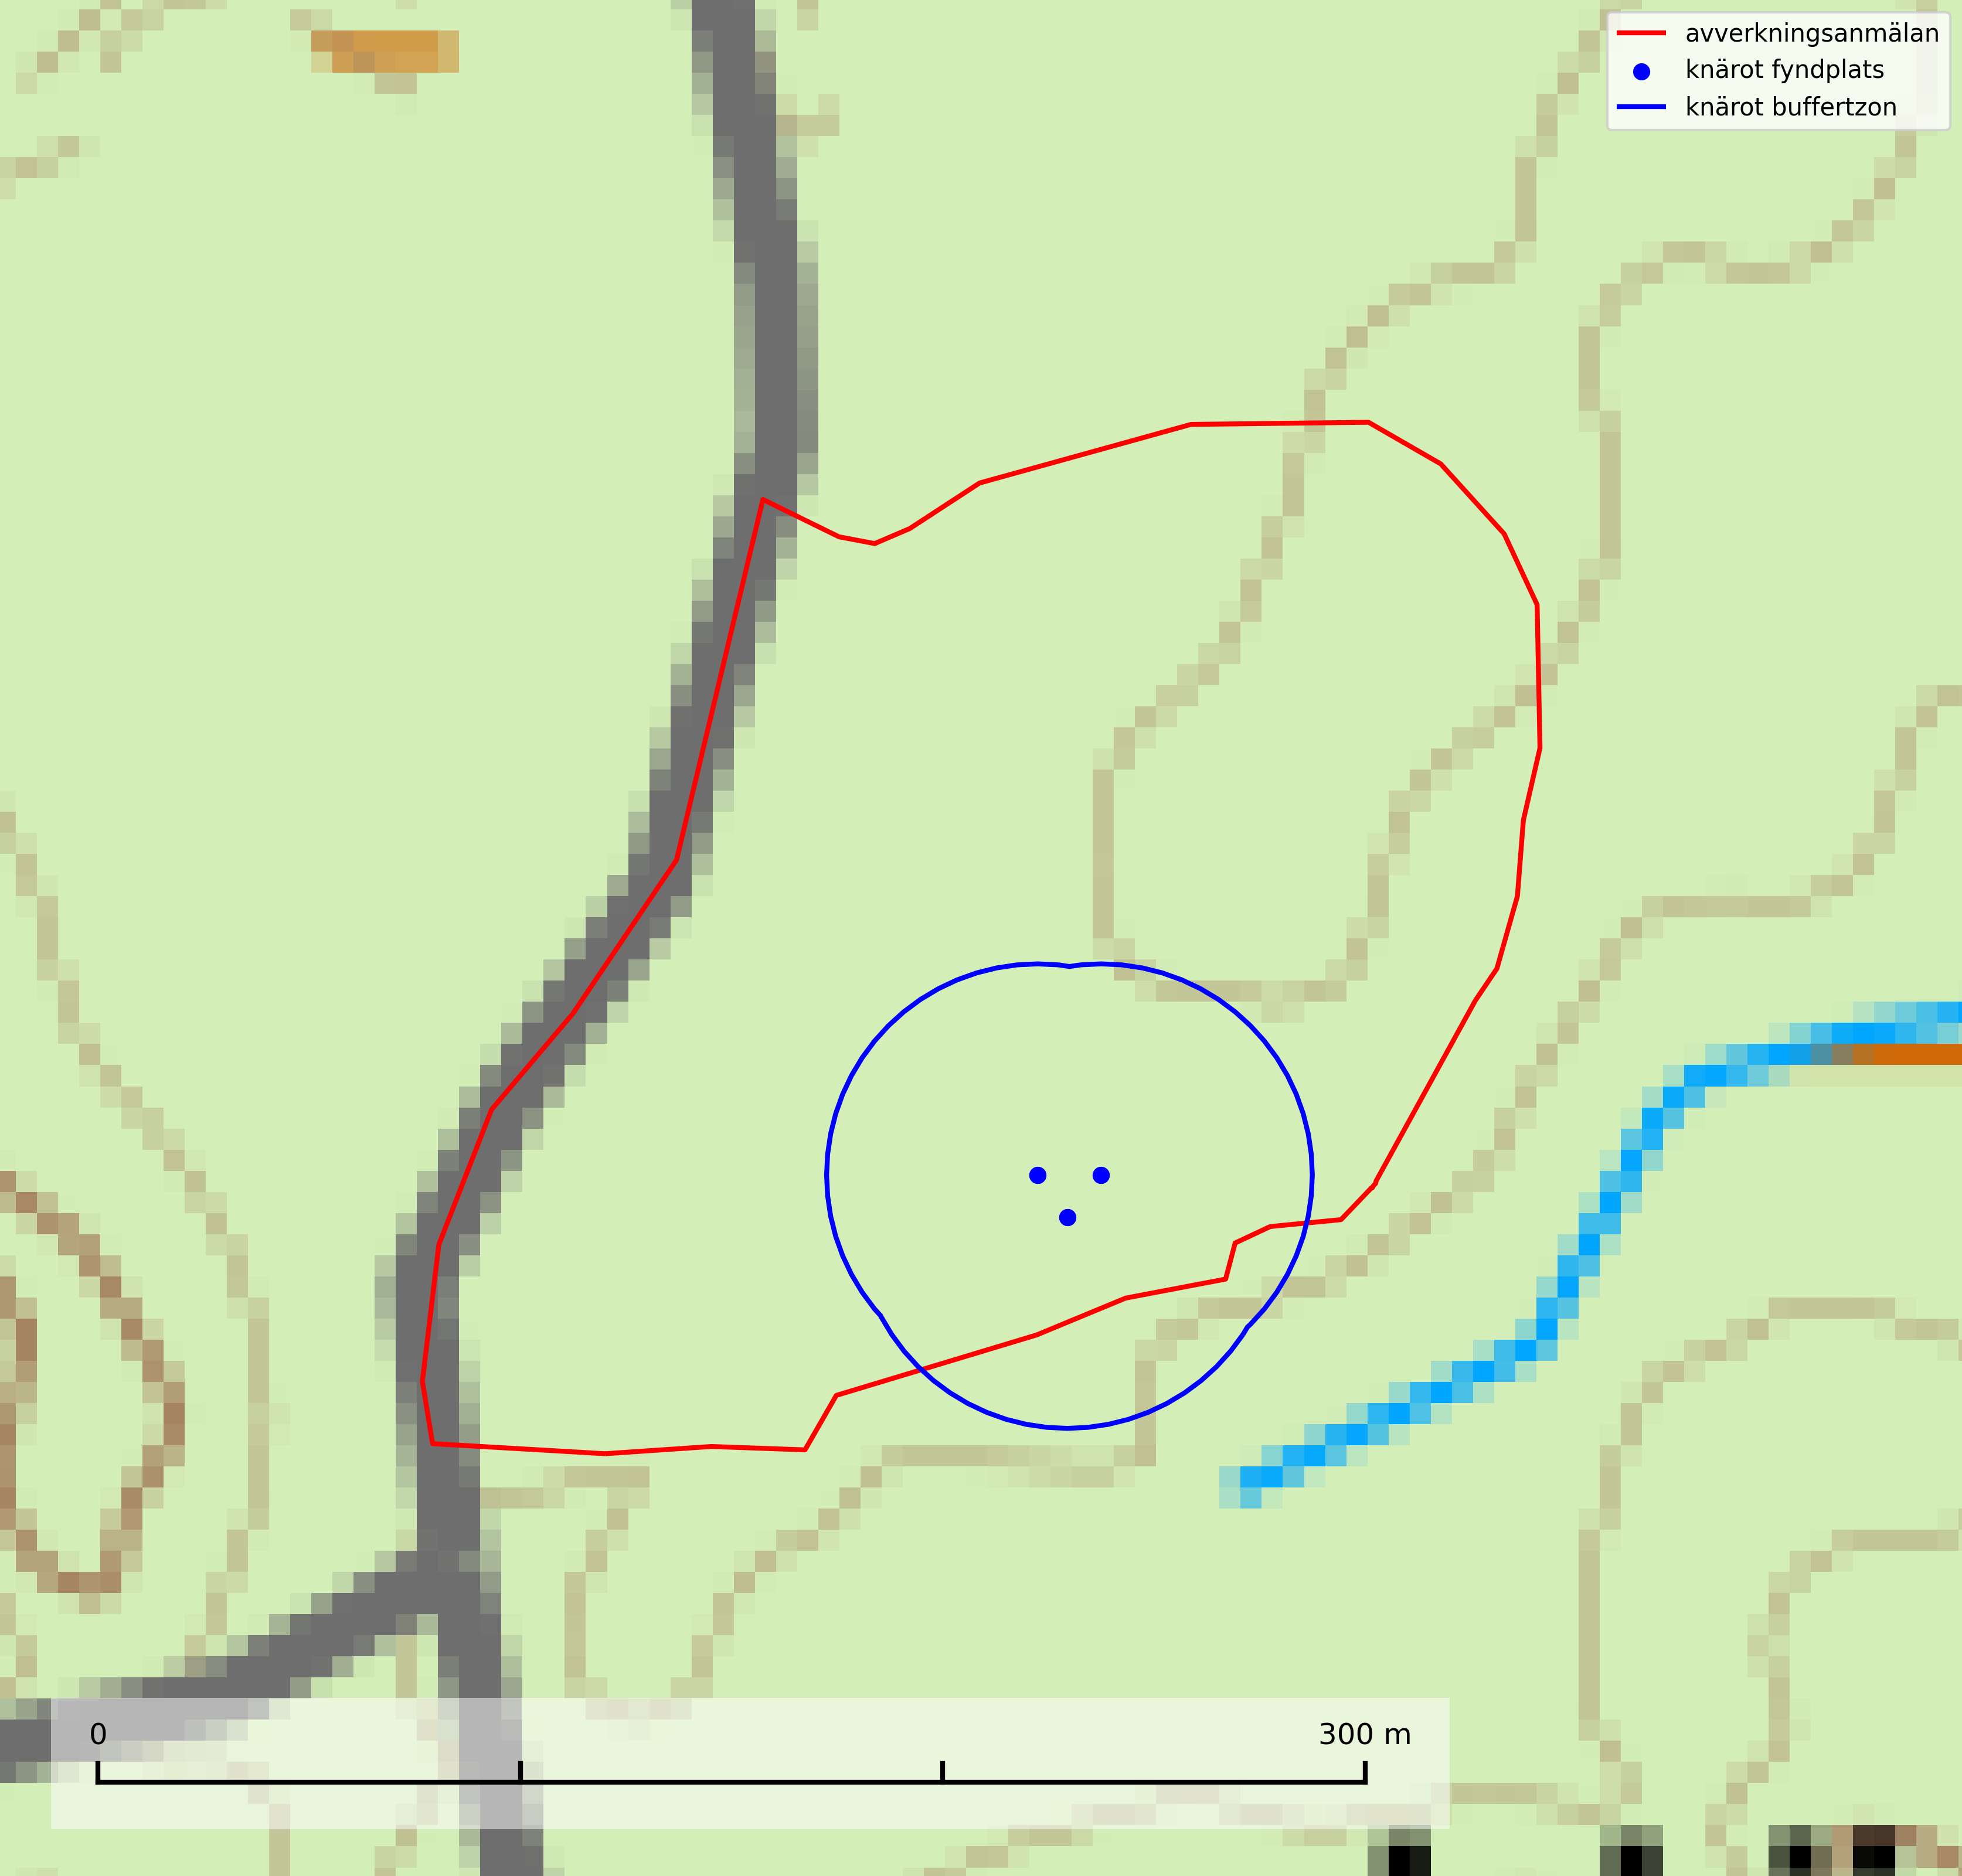 avverkningsanmälan
knärot fyndplats
knärot buffertzon
0
300 m